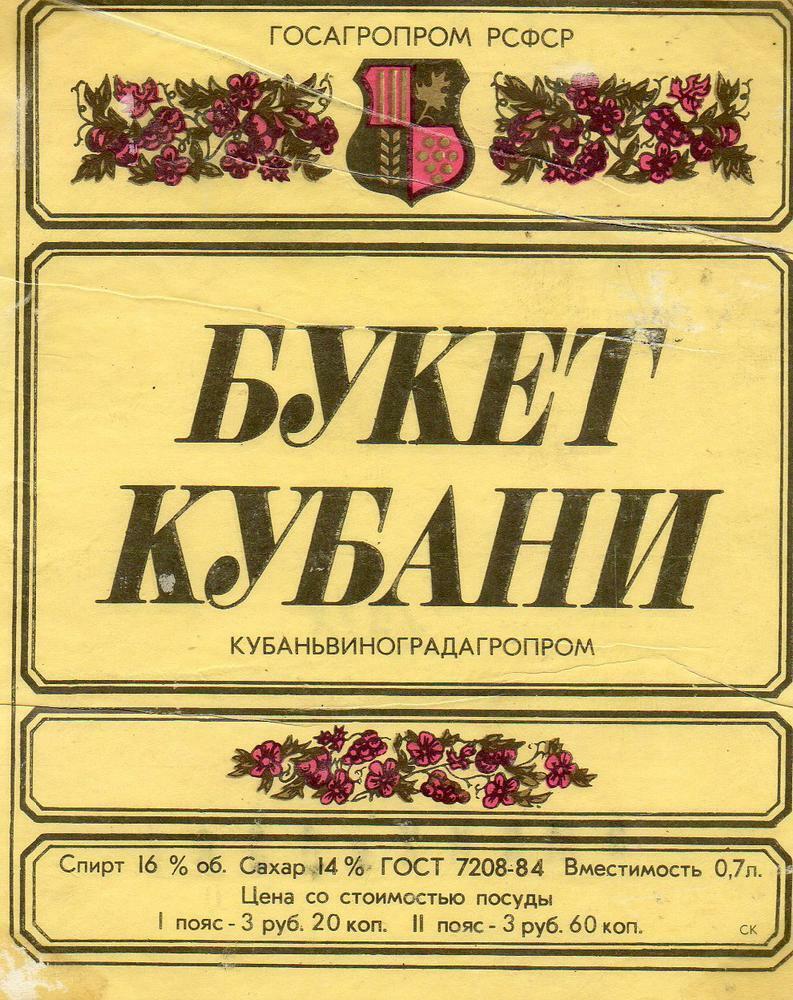 ГОСАГРОПРОМ РСФСР
БУКЕТ
КУБАНИ
КУБАНЬВИНОГРАДАГРОПРОМ
Спирт 16 % об. Сахар 14 % ГОСТ 7208-84 Вместимость 0,7л.
Цена со стоимостью посуды
I пояс - 3 руб. 20 коп. II пояс - 3 руб. 60 коп.
СК